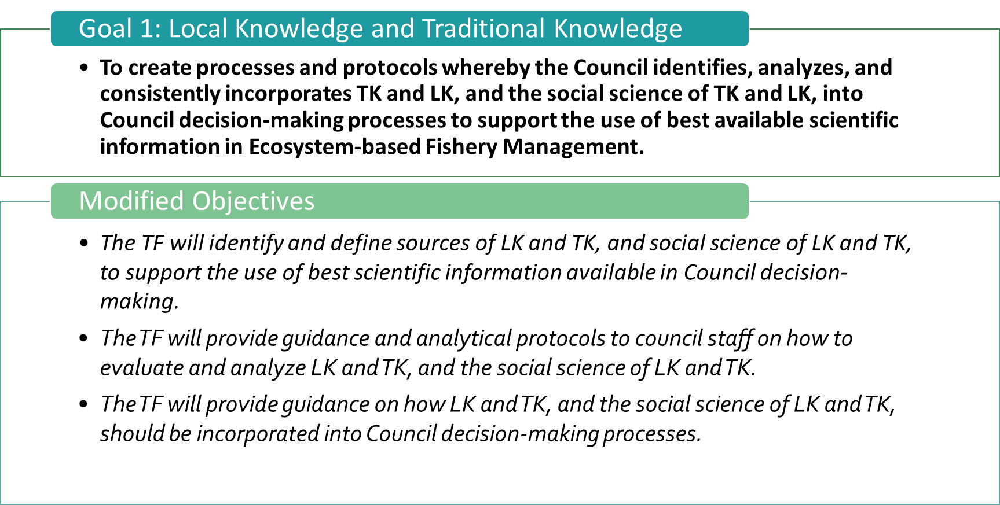 Goal 1: Local Knowledge and Traditional Knowledge
• To create processes and protocols whereby the Council identifies, analyzes, and
consistently incorporates TK and LK, and the social science of TK and LK, into
Council decision-making processes to support the use of best available scientific
information in Ecosystem-based Fishery Management.
Modified Objectives
• The TF will identify and define sources of LK and TK, and social science of LK and TK,
to support the use of best scientific information available in Council decision-
making.
• The TF will provide guidance and analytical protocols to council staff on how to
evaluate and analyze LK and TK, and the social science of LK and TK.
• The TF will provide guidance on how LK and TK, and the social science of LK and TK,
should be incorporated into Council decision-making processes.